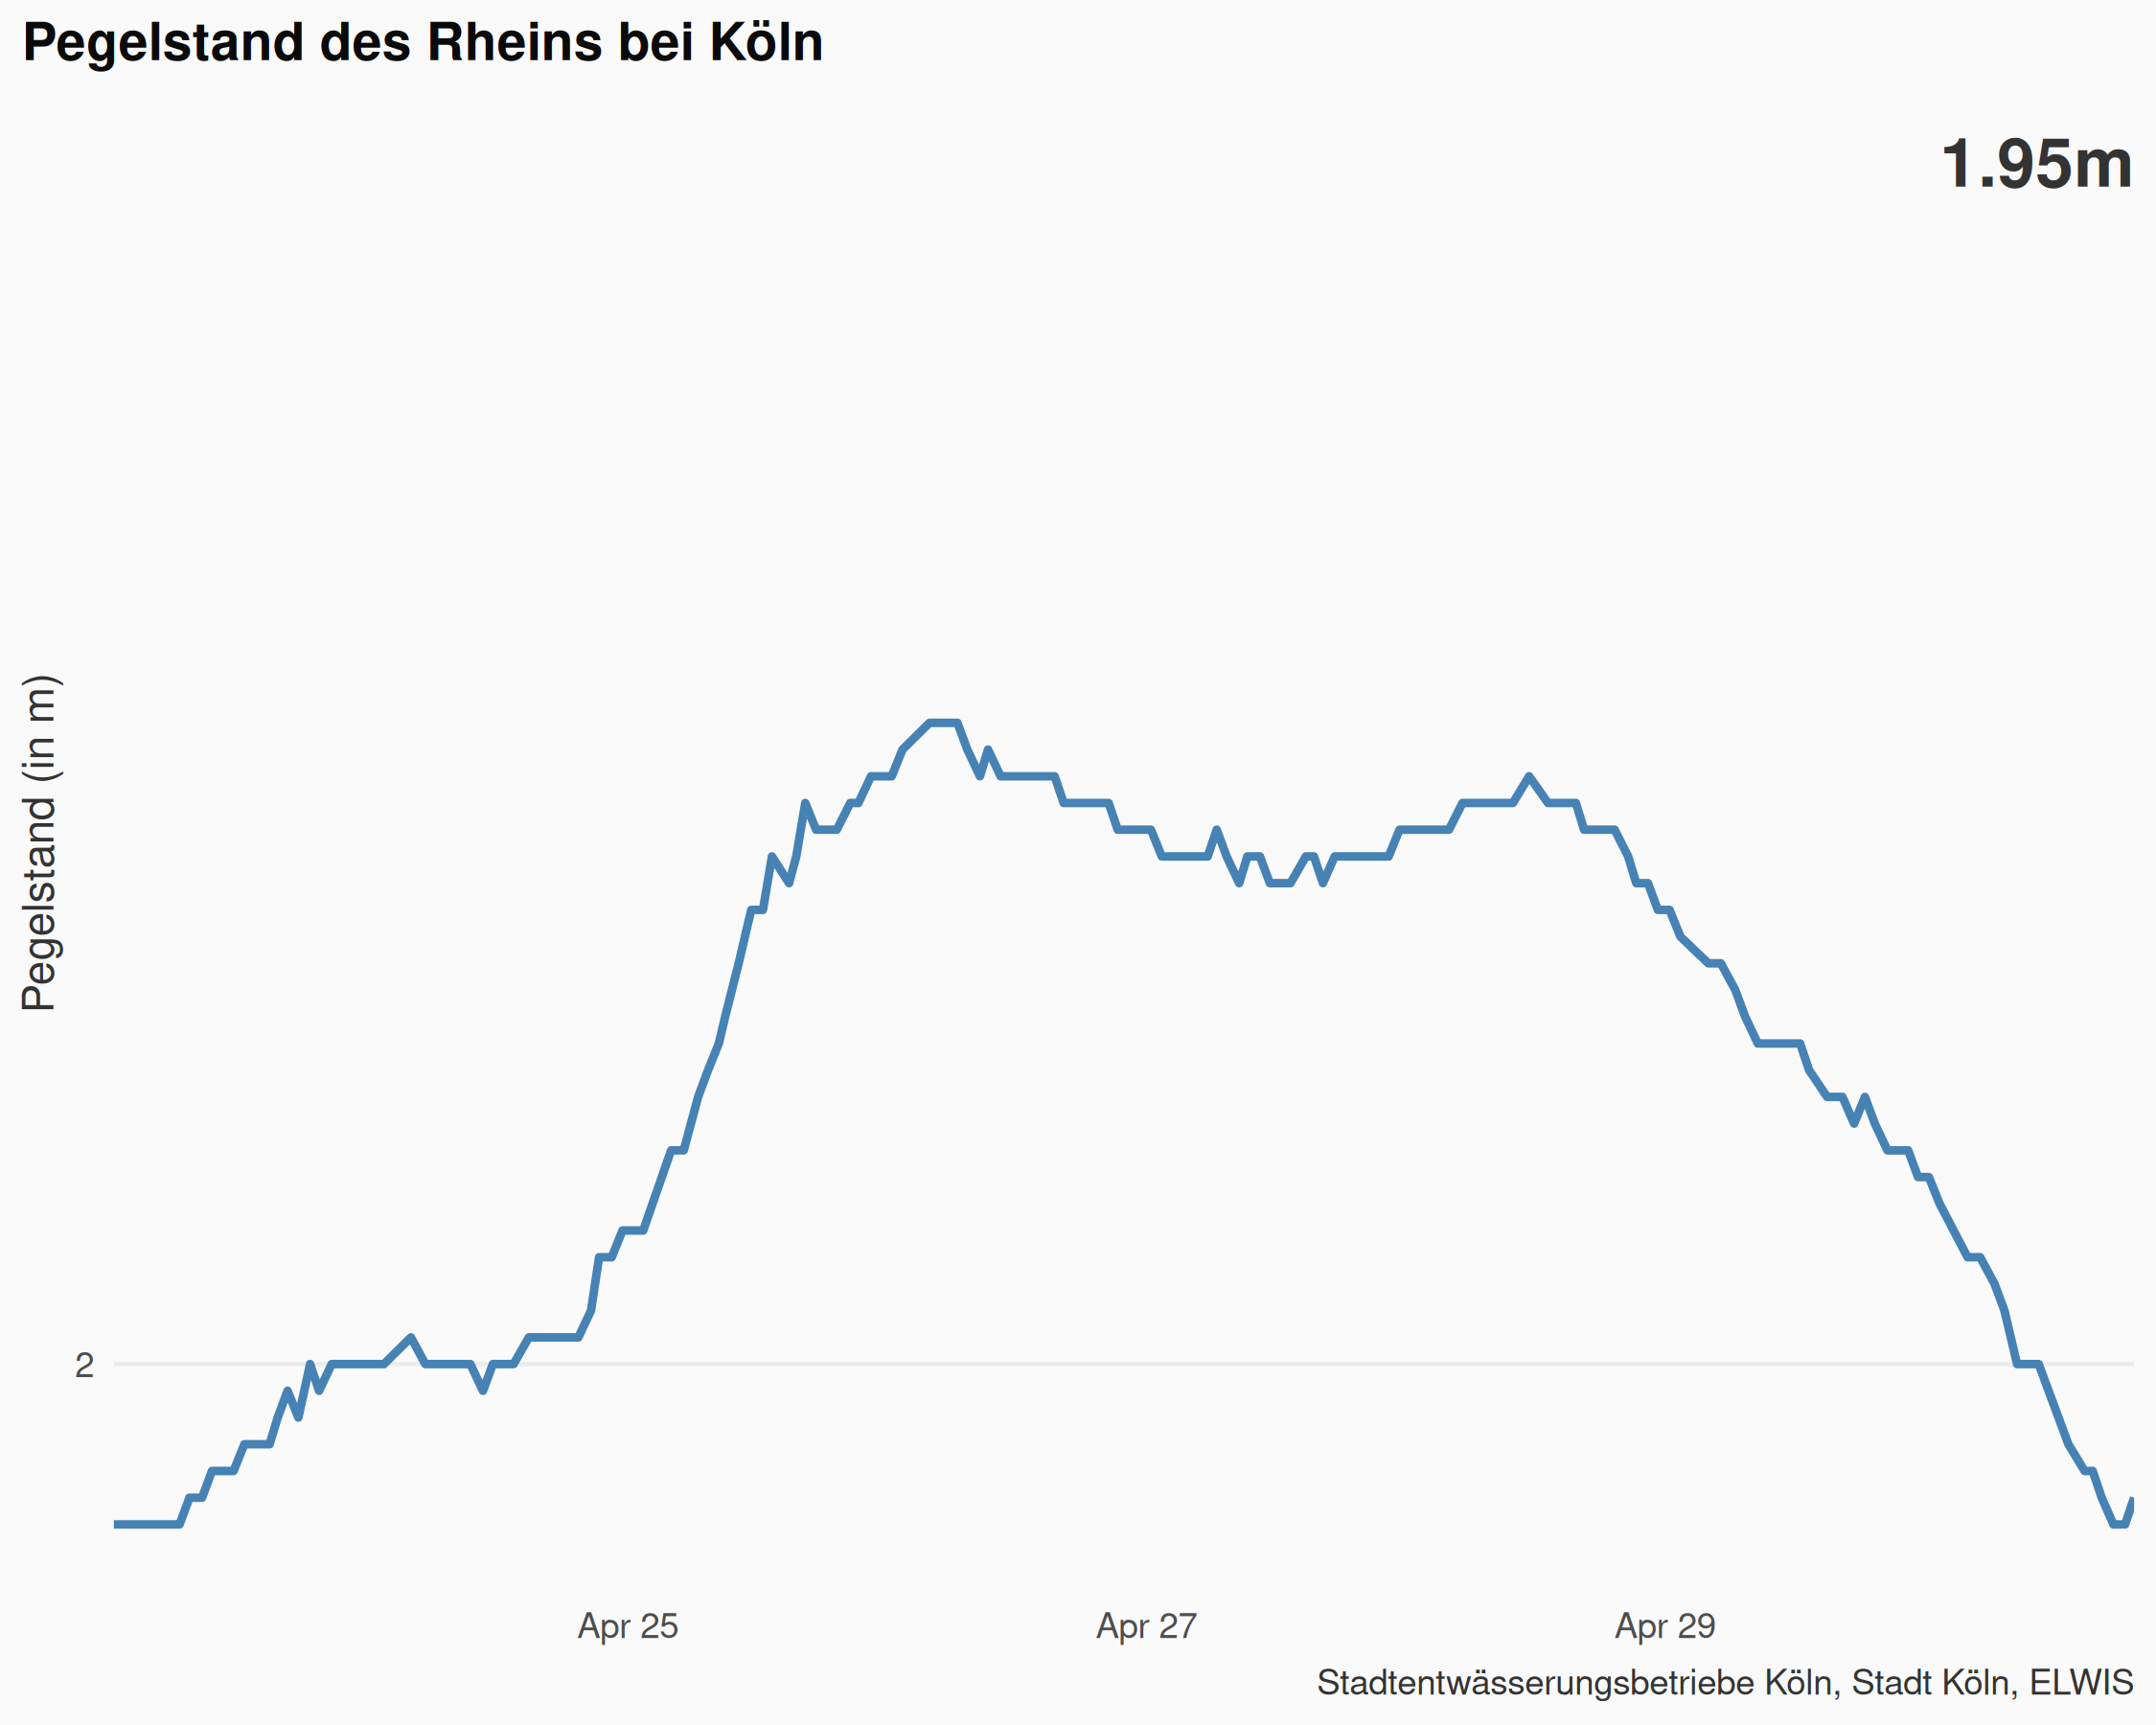 Pegelstand des Rheins bei Köln
1.95m
Pegelstand (in m)
2
Apr 25
Apr 27
Apr 29
Stadtentwässerungsbetriebe Köln, Stadt Köln, ELWIS